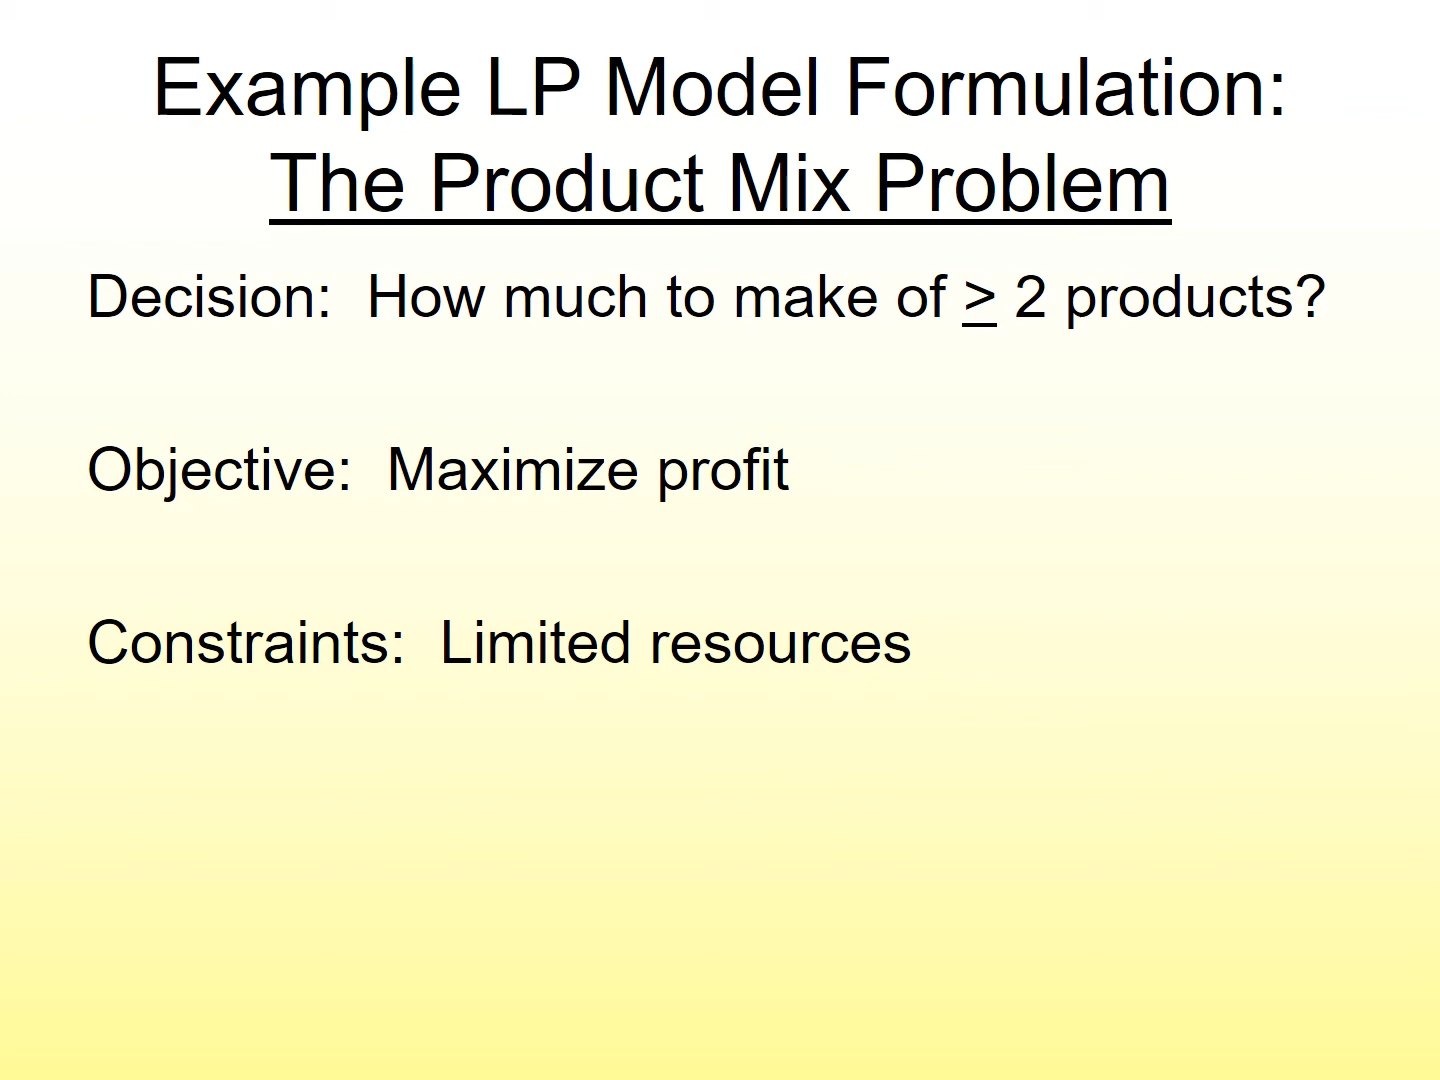 Example LP Model Formulation:
The Product Mix Problem
Decision: How much to make of > 2 products?
Objective: Maximize profit
Constraints: Limited resources